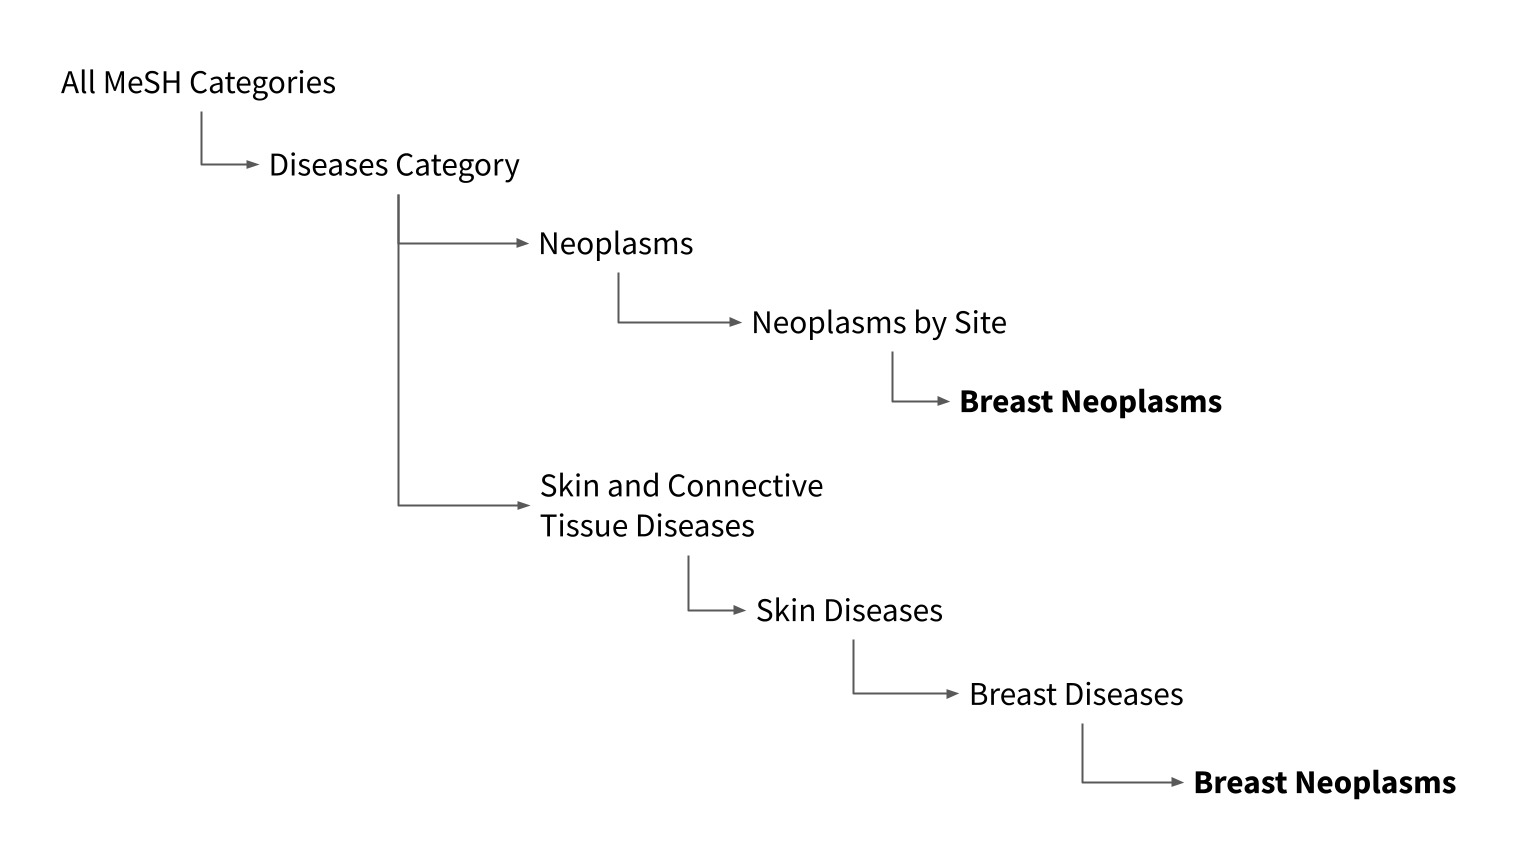 All MeSH Categories
Diseases Category
Neoplasms
Neoplasms by Site
Breast Neoplasms
Skin and Connective
Tissue Diseases
Skin Diseases
Breast Diseases
Breast Neoplasms